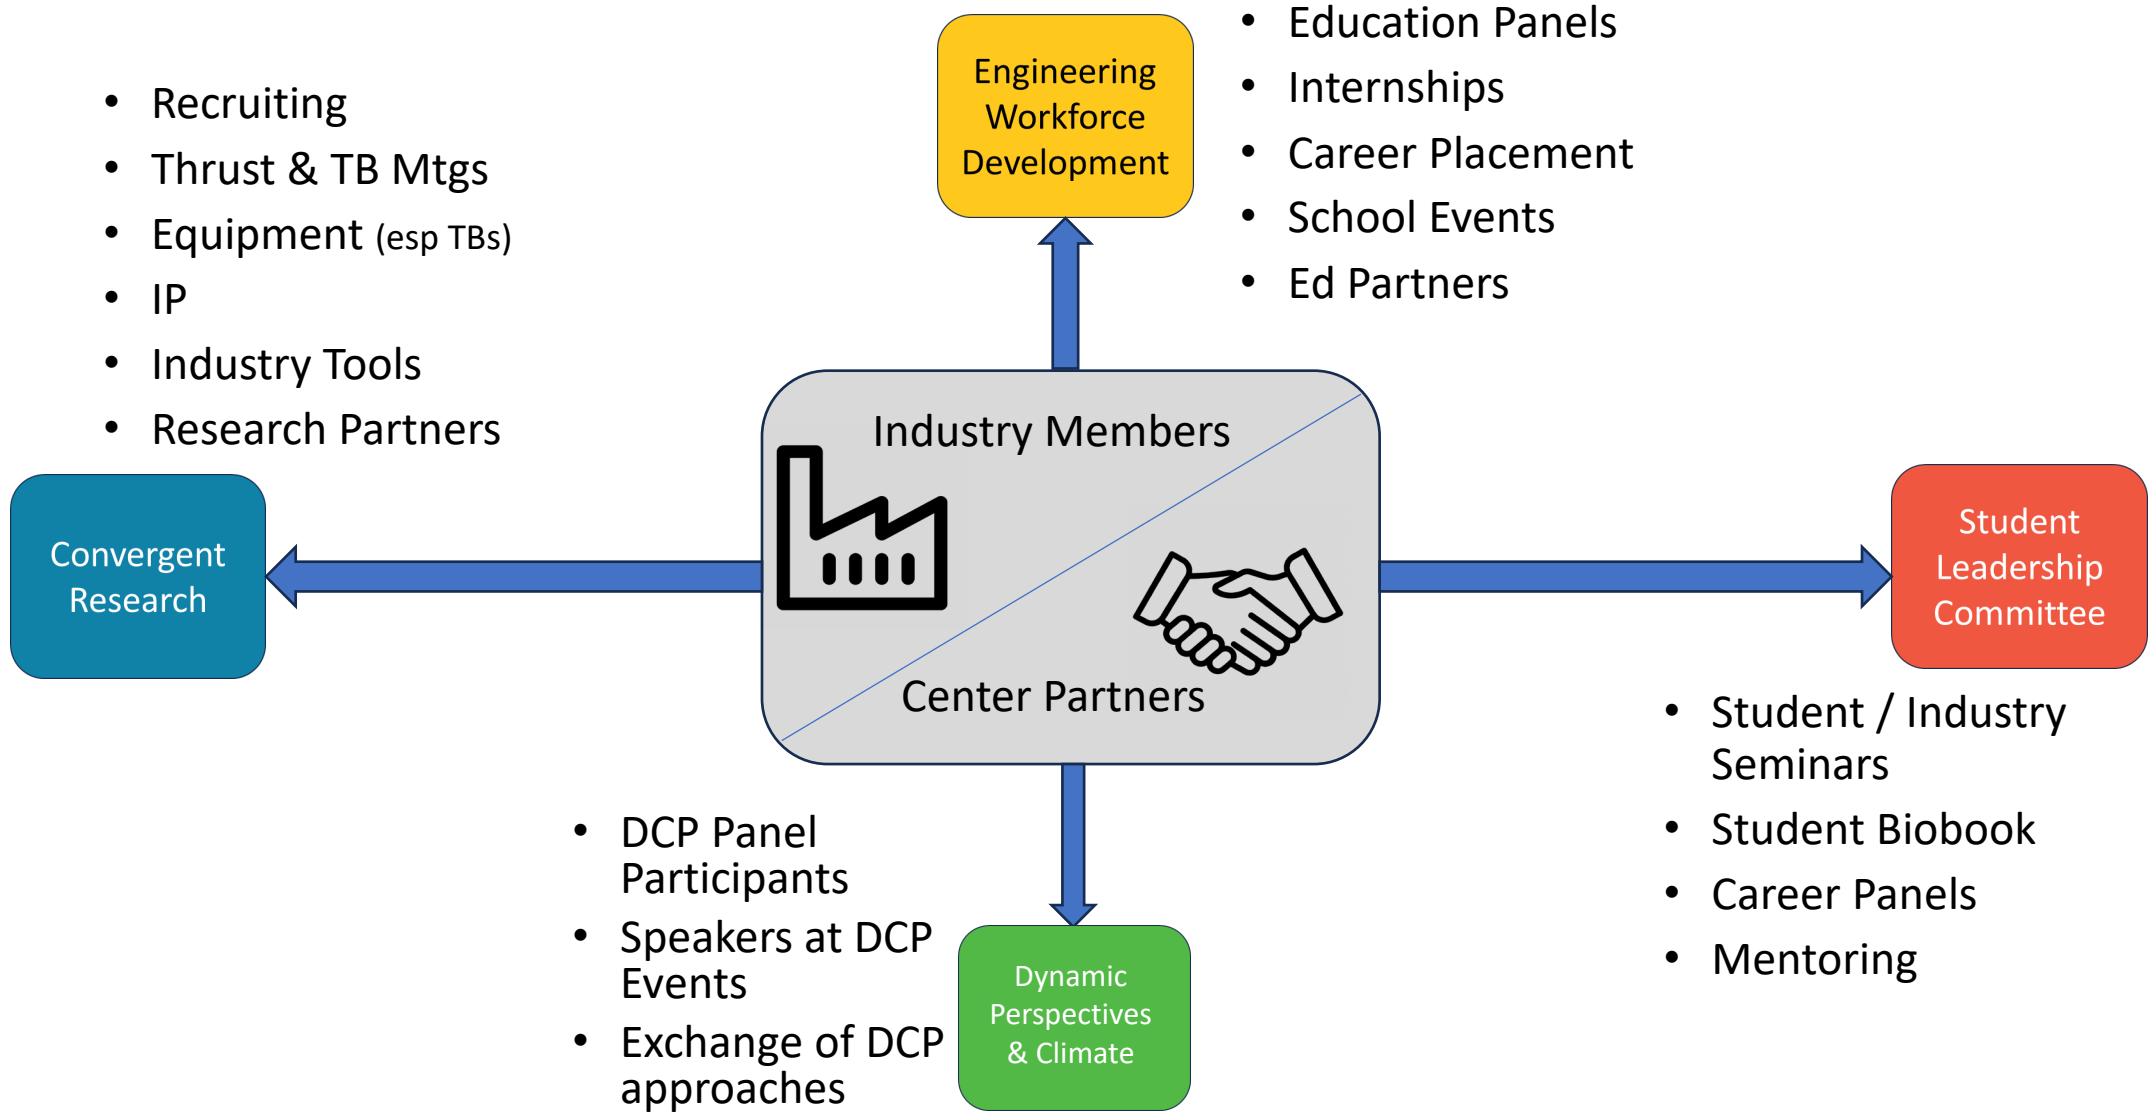 • Recruiting
• Thrust & TB Mtgs
• Equipment (esp TBs)
• IP
• Industry Tools
• Research Partners
Engineering
Workforce
Development
• Education Panels
• Internships
• Career Placement
• School Events
• Ed Partners
Convergent
Research
Industry Members
Center Partners
Student
Leadership
Committee
• Student / Industry
Seminars
• Student Biobook
• Career Panels
• Mentoring
• DCP Panel
Participants
• Speakers at DCP
Events
• Exchange of DCP
approaches
Dynamic
Perspectives
& Climate